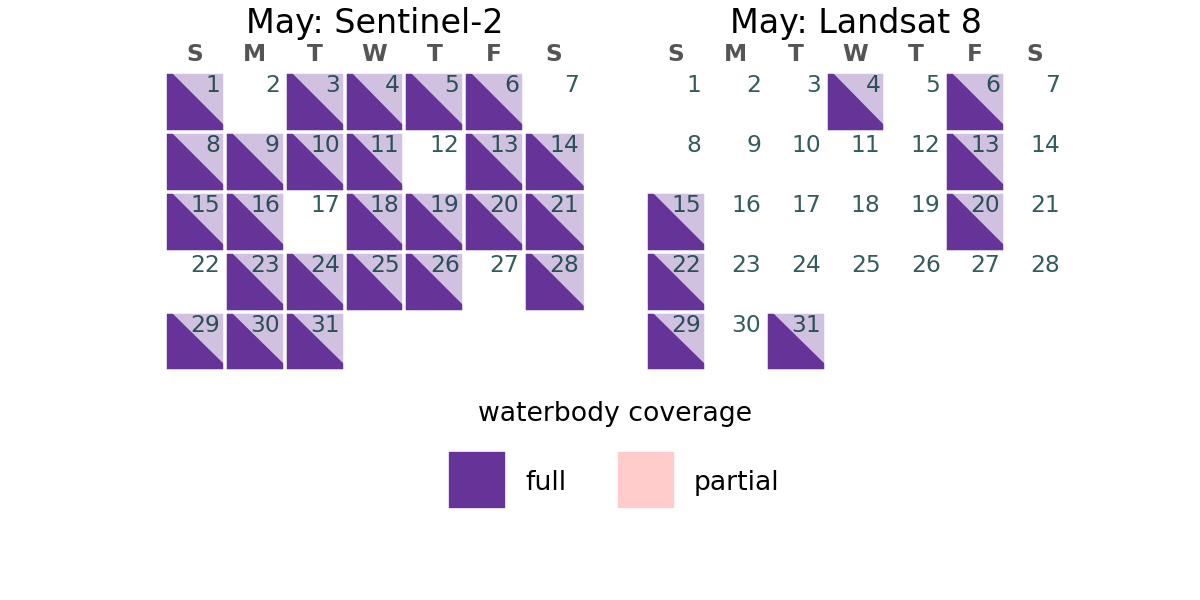 May: Sentinel-2
S M T W T F S
1 2 3 4 5 6 7
8 9 10 11 12 13 14
15 16 17 18 19 20 21
22 23 24 25 26 27 28
29 30 31
May: Landsat 8
S M T W T F S
1 2 3 4 5 6 7
8 9 10 11 12 13 14
15 16 17 18 19 20 21
22 23 24 25 26 27 28
29 30 31
waterbody coverage
full partial